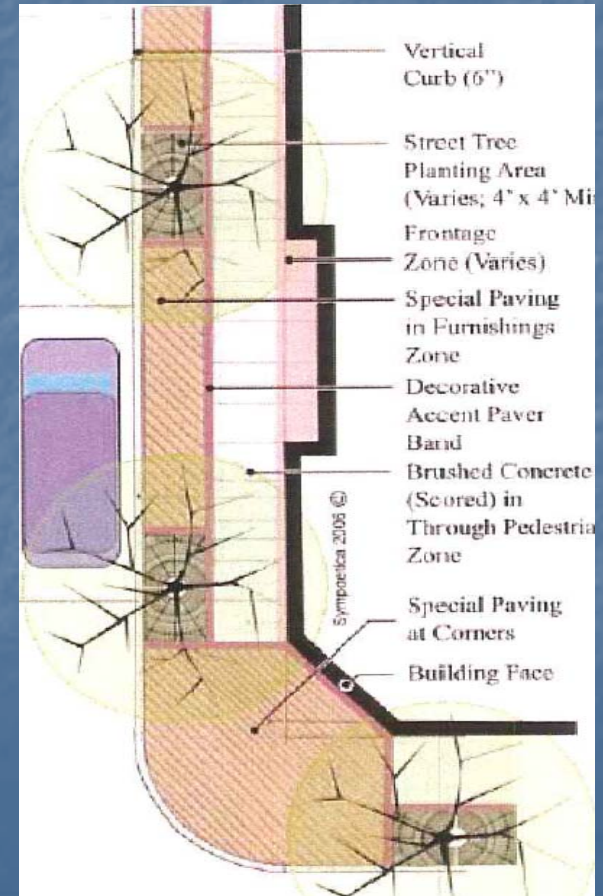 Vertical
Curb (6")
Street Tree
Planting Area
(Varies; 4' x 4' Mi
Frontage
Zone (Varies)
Special Paving
in Furnishings
Zone
Decorative
Accent Paver
Band
Brushed Concrete
(Scored) in
Through Pedestria
Zone
Sympoetica 2006 ©
Special Paving
at Corners
Building Face